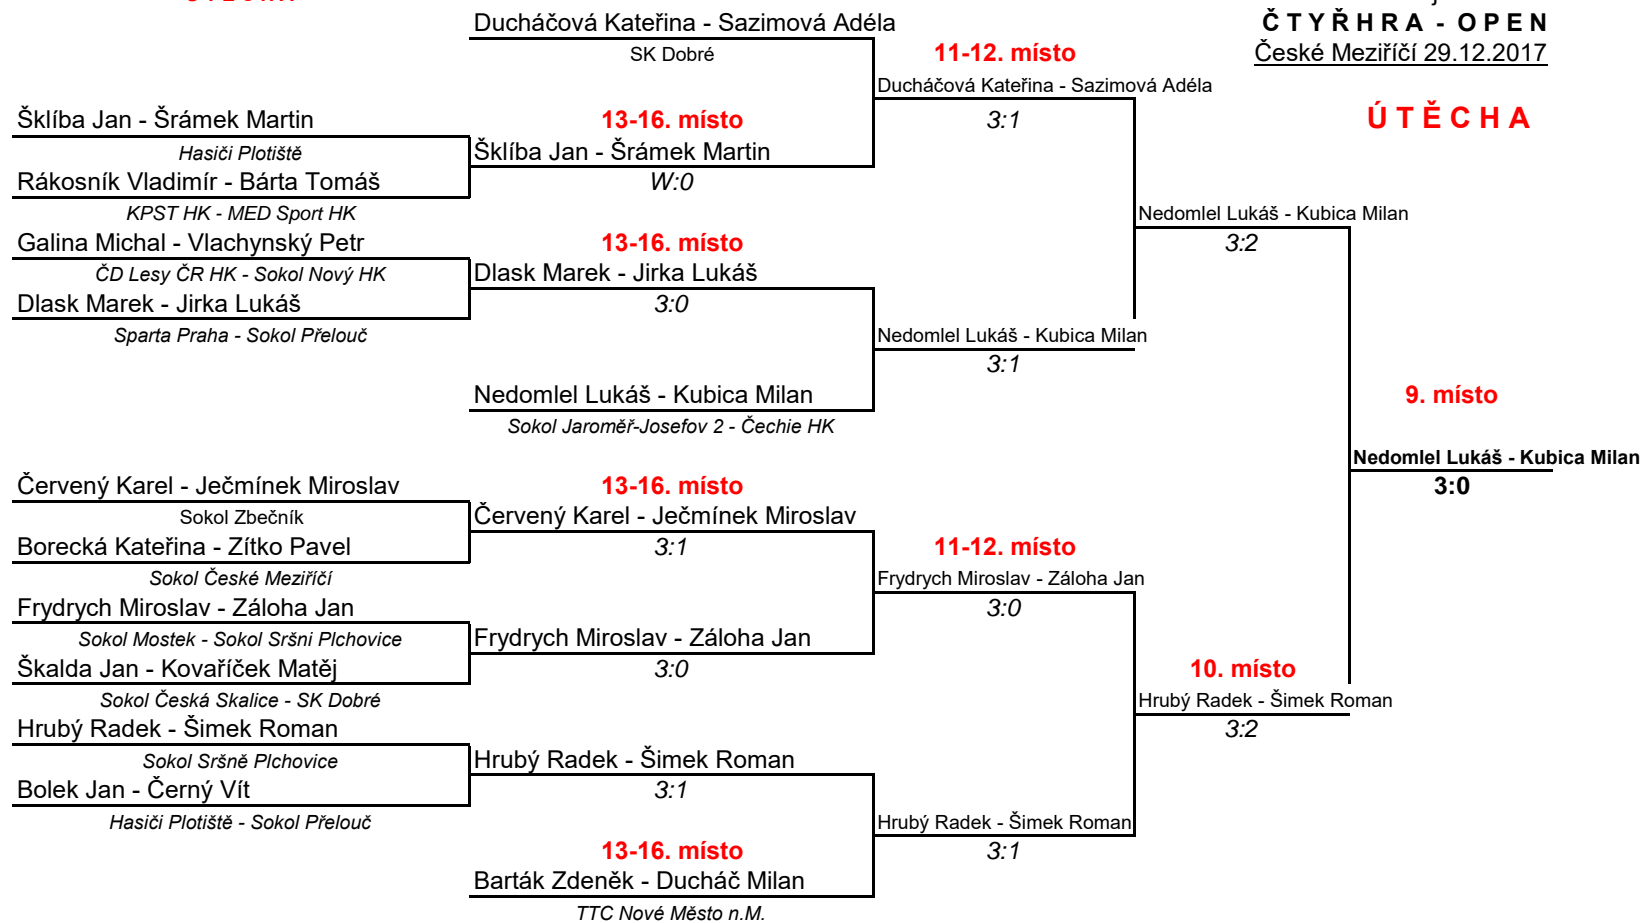 Ducháčová Kateřina - Sazimová Adéla
SK Dobré
Č T Y Ř H R A - O P E N
České Meziříčí 29.12.2017
Ú T Ě C H A
11-12. místo
Ducháčová Kateřina - Sazimová Adéla
3:1
Šklíba Jan - Šrámek Martin
Hasiči Plotiště
13-16. místo
Šklíba Jan - Šrámek Martin
W:0
Rákosník Vladimír - Bárta Tomáš
KPST HK - MED Sport HK
Nedomlel Lukáš - Kubica Milan
3:2
Galina Michal - Vlachynský Petr
ČD Lesy ČR HK - Sokol Nový HK
13-16. místo
Dlask Marek - Jirka Lukáš
3:0
Dlask Marek - Jirka Lukáš
Sparta Praha - Sokol Přelouč
Nedomlel Lukáš - Kubica Milan
3:1
Nedomlel Lukáš - Kubica Milan
Sokol Jaroměř-Josefov 2 - Čechie HK
9. místo
Nedomlel Lukáš - Kubica Milan
3:0
Červený Karel - Ječmínek Miroslav
Sokol Zbečník
13-16. místo
Červený Karel - Ječmínek Miroslav
3:1
Borecká Kateřina - Zítko Pavel
Sokol České Meziříčí
11-12. místo
Frydrych Miroslav - Záloha Jan
3:0
Frydrych Miroslav - Záloha Jan
Sokol Mostek - Sokol Sršni Plchovice
Frydrych Miroslav - Záloha Jan
3:0
Škalda Jan - Kovaříček Matěj
Sokol Česká Skalice - SK Dobré
10. místo
Hrubý Radek - Šimek Roman
3:2
Hrubý Radek - Šimek Roman
Sokol Sršně Plchovice
Hrubý Radek - Šimek Roman
3:1
Bolek Jan - Černý Vít
Hasiči Plotiště - Sokol Přelouč
Hrubý Radek - Šimek Roman
3:1
13-16. místo
Barták Zdeněk - Ducháč Milan
TTC Nové Město n.M.